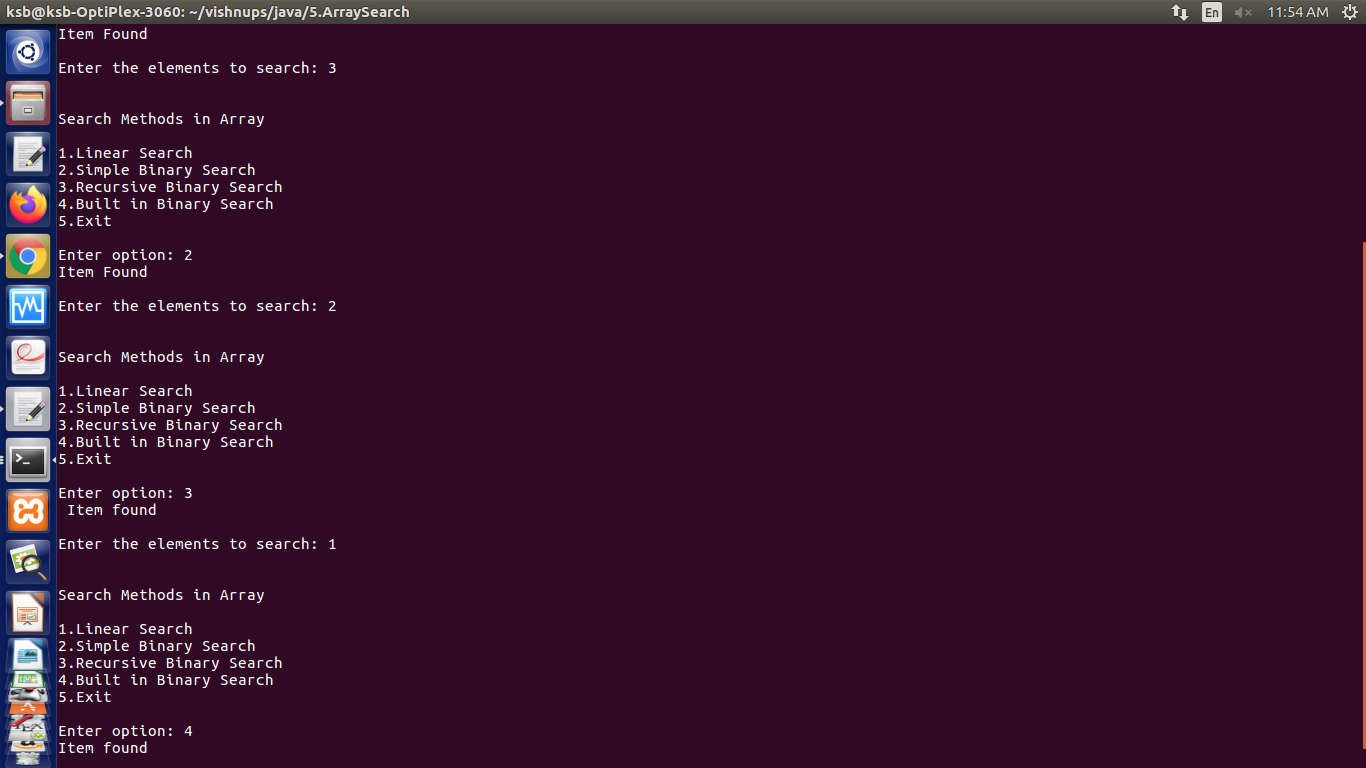 ksb@ksb-OptiPlex-3060: ~/vishnups/java/5.ArraySearch
En
11:54 AM
Item Found
Enter the elements to search: 3
Search Methods in Array
1.Linear Search
2.Simple Binary Search
3.Recursive Binary Search
4.Built in Binary Search
5.Exit
Enter option: 2
Item Found
Enter the elements to search: 2
Search Methods in Array
1.Linear Search
2.Simple Binary Search
3.Recursive Binary Search
4.Built in Binary Search
5.Exit
Enter option: 3
Item found
Enter the elements to search: 1
Search Methods in Array
1.Linear Search
2.Simple Binary Search
3.Recursive Binary Search
4.Built in Binary Search
5.Exit
Enter option: 4
Item found